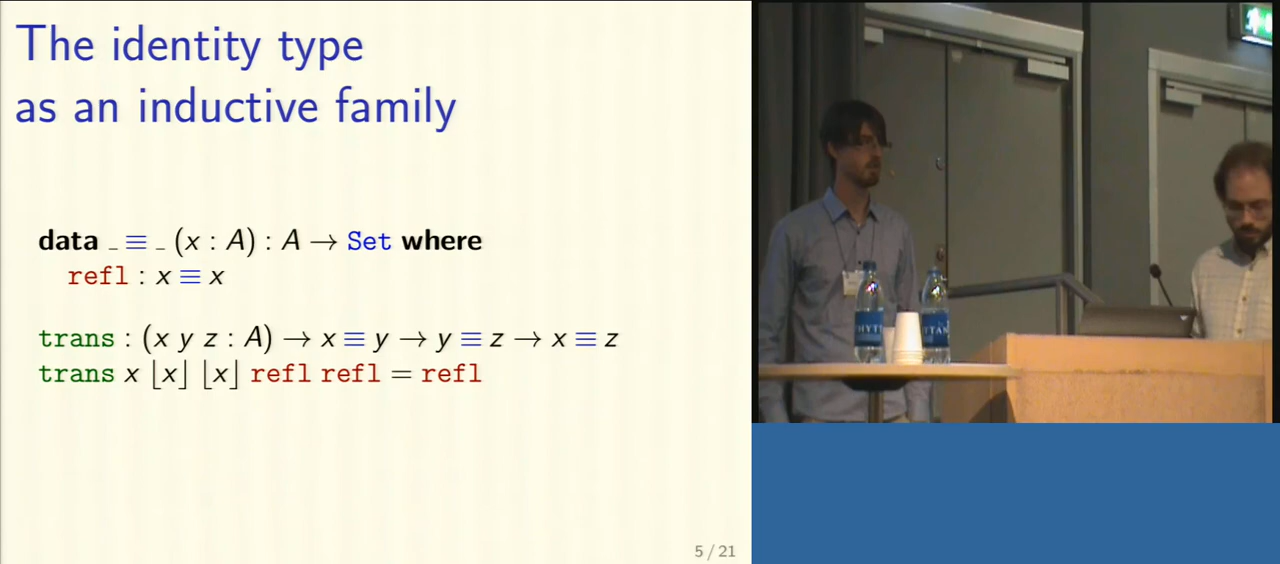 The identity type
as an inductive family
data _ ≡ _ (x : A) : A → Set where
refl : x ≡ x
trans : (x y z : A) → x ≡ y → y ≡ z → x ≡ z
trans x ⌊x⌋ ⌊x⌋ refl refl = refl
5 / 21